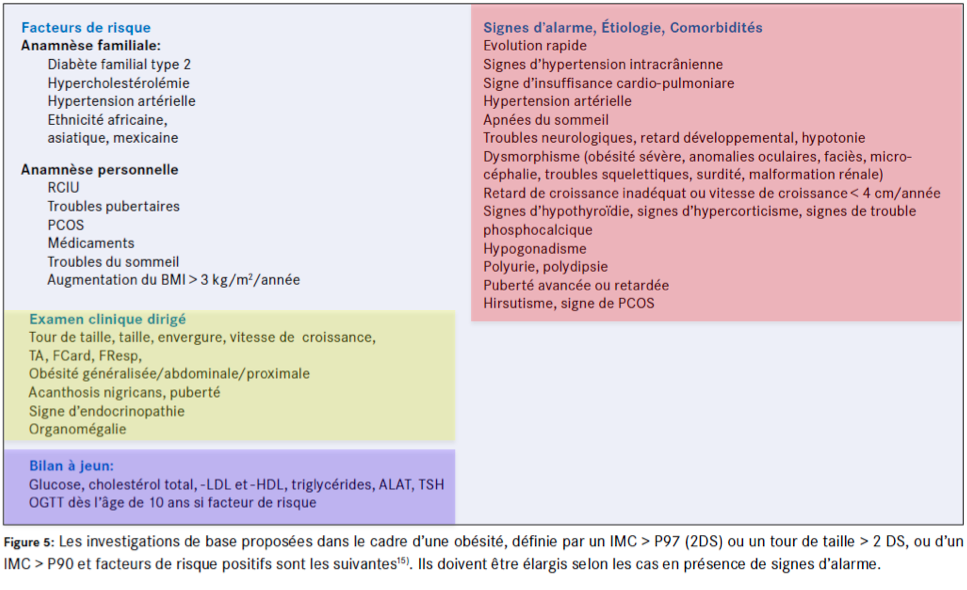 Facteurs de risque
Anamnèse familiale:
Diabète familial type 2
Hypercholestérolémie
Hypertension artérielle
Ethnicité africaine,
asiatique, mexicaine
Anamnèse personnelle
RCIU
Troubles pubertaires
PCOS
Médicaments
Troubles du sommeil
Augmentation du BMI > 3 kg/m²/année
Examen clinique dirigé
Tour de taille, taille, envergure, vitesse de croissance,
TA, FCard, FResp,
Obésité généralisée/abdominale/proximale
Acanthosis nigricans, puberté
Signe d'endocrinopathie
Organomégalie
Bilan à jeun:
Glucose, cholestérol total, -LDL et -HDL, triglycérides, ALAT, TSH
OGTT dès l'âge de 10 ans si facteur de risque
Signes d'alarme, Étiologie, Comorbidités
Evolution rapide
Signes d'hypertension intracrânienne
Signe d'insuffisance cardio-pulmoniare
Hypertension artérielle
Apnées du sommeil
Troubles neurologiques, retard développemental, hypotonie
Dysmorphisme (obésité sévère, anomalies oculaires, faciès, micro-
céphalie, troubles squelettiques, surdité, malformation rénale)
Retard de croissance inadéquat ou vitesse de croissance < 4 cm/année
Signes d'hypothyroïdie, signes d'hypercorticisme, signes de trouble
phosphocalcique
Hypogonadisme
Polyurie, polydipsie
Puberté avancée ou retardée
Hirsutisme, signe de PCOS
Figure 5: Les investigations de base proposées dans le cadre d'une obésité, définie par un IMC > P97 (2DS) ou un tour de taille > 2 DS, ou d'un
IMC > P90 et facteurs de risque positifs sont les suivantes¹⁵⁾. Ils doivent être élargis selon les cas en présence de signes d'alarme.